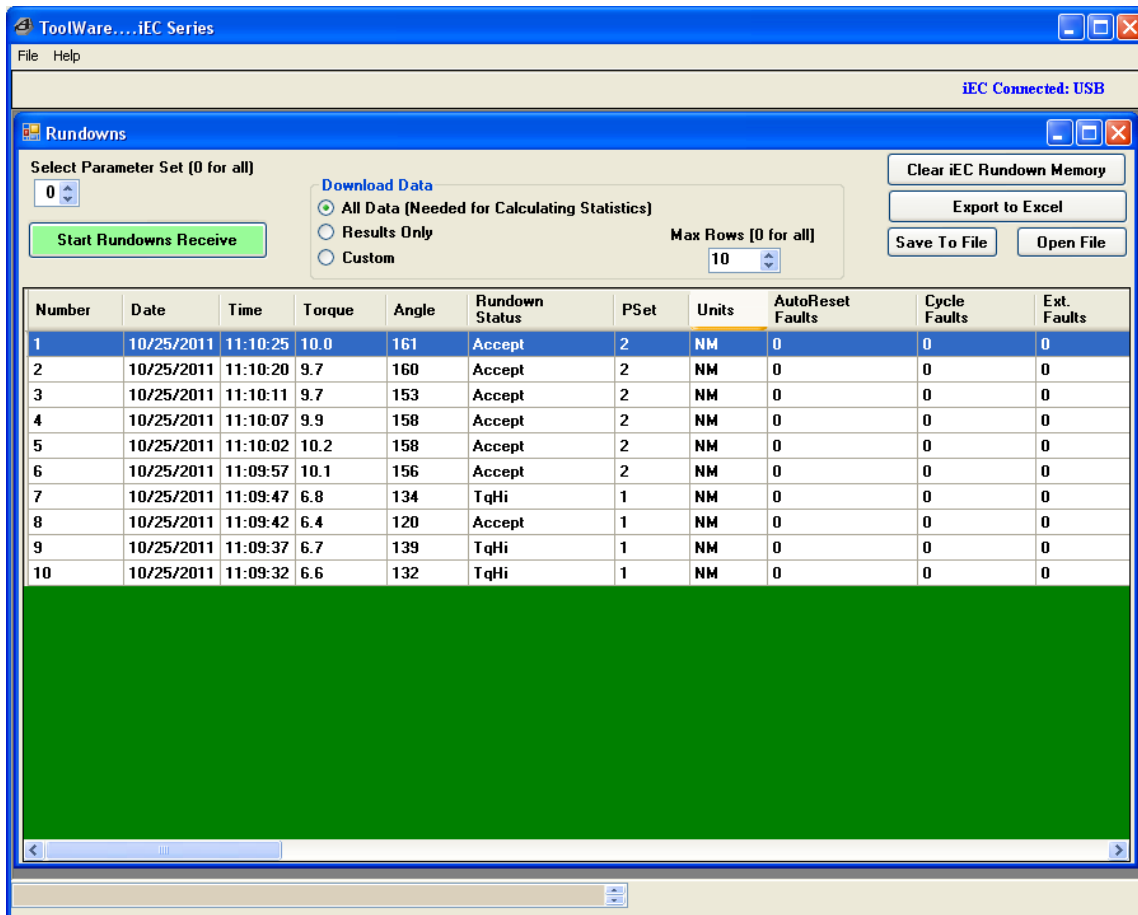 ToolWare....iEC Series
File Help
iEC Connected: USB
Rundowns
Select Parameter Set (0 for all)
0
Start Rundowns Receive
Download Data
All Data (Needed for Calculating Statistics)
Results Only
Custom
Max Rows (0 for all)
10
Clear iEC Rundown Memory
Export to Excel
Save To File Open File
Number Date Time Torque Angle Rundown Status PSet Units AutoReset Faults Cycle Faults Ext. Faults
1 10/25/2011 11:10:25 10.0 161 Accept 2 NM 0 0 0
2 10/25/2011 11:10:20 9.7 160 Accept 2 NM 0 0 0
3 10/25/2011 11:10:11 9.7 153 Accept 2 NM 0 0 0
4 10/25/2011 11:10:07 9.9 158 Accept 2 NM 0 0 0
5 10/25/2011 11:10:02 10.2 158 Accept 2 NM 0 0 0
6 10/25/2011 11:09:57 10.1 156 Accept 2 NM 0 0 0
7 10/25/2011 11:09:47 6.8 134 TqHi 1 NM 0 0 0
8 10/25/2011 11:09:42 6.4 120 Accept 1 NM 0 0 0
9 10/25/2011 11:09:37 6.7 139 TqHi 1 NM 0 0 0
10 10/25/2011 11:09:32 6.6 132 TqHi 1 NM 0 0 0